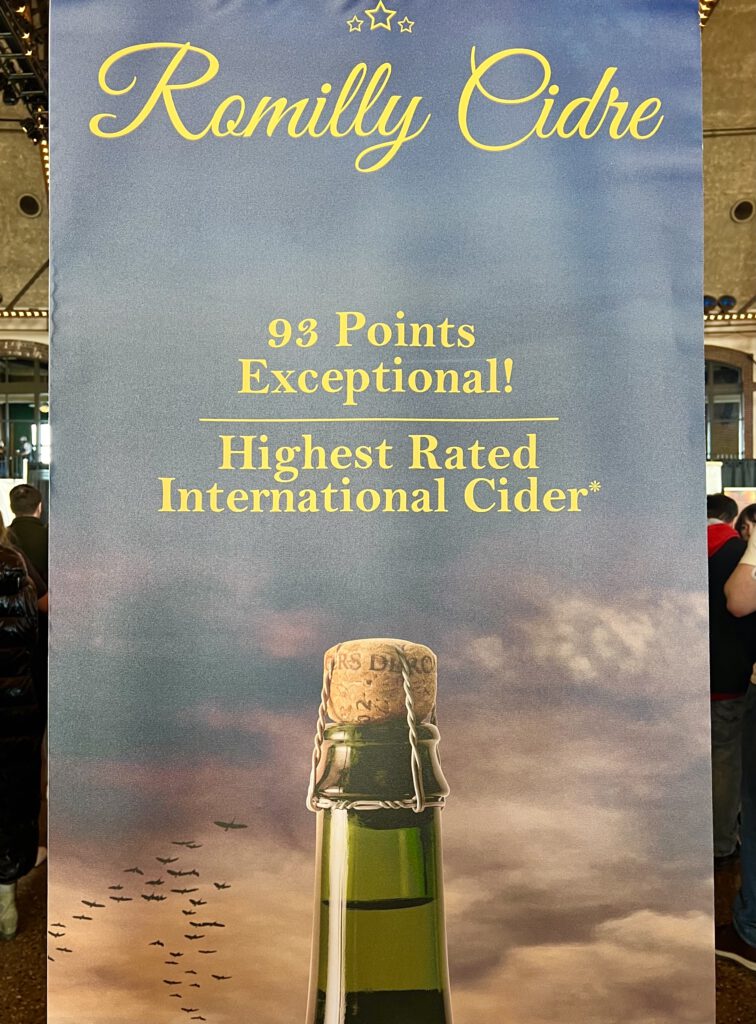 Romilly Cidre
93 Points
Exceptional!
Highest Rated
International Cider*